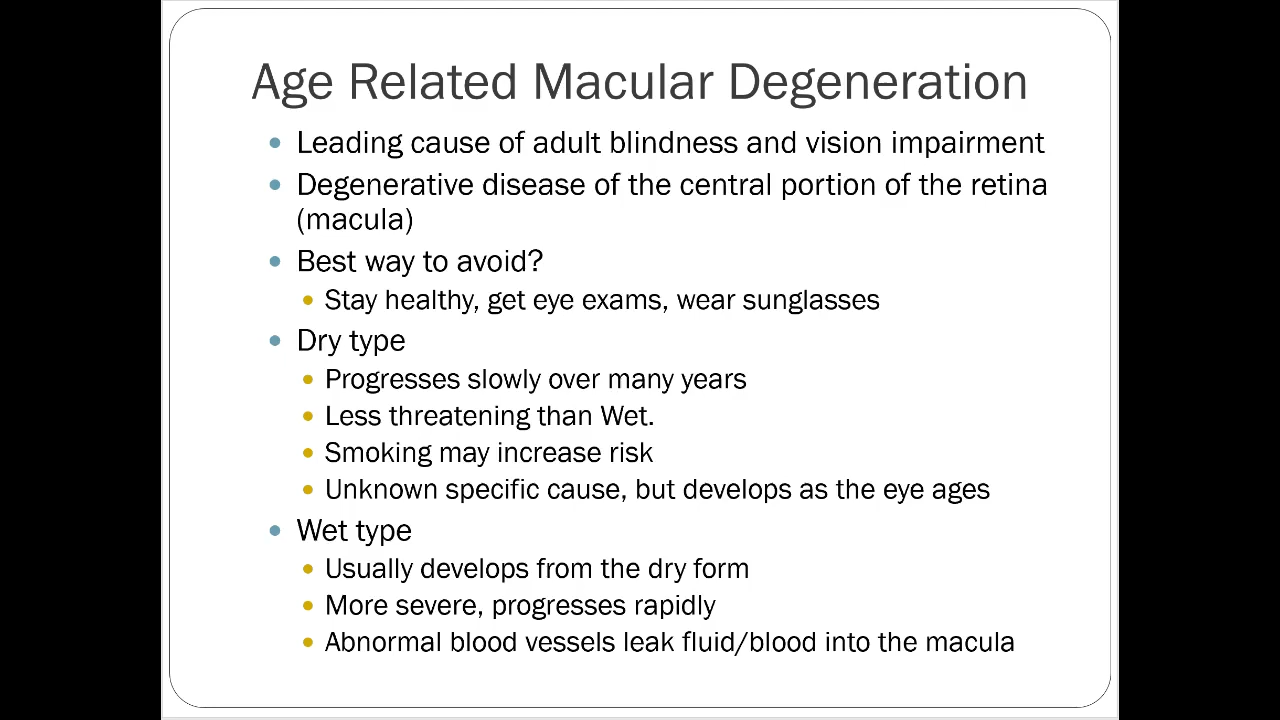 Age Related Macular Degeneration
• Leading cause of adult blindness and vision impairment
• Degenerative disease of the central portion of the retina
(macula)
• Best way to avoid?
• Stay healthy, get eye exams, wear sunglasses
• Dry type
• Progresses slowly over many years
• Less threatening than Wet.
• Smoking may increase risk
• Unknown specific cause, but develops as the eye ages
• Wet type
• Usually develops from the dry form
• More severe, progresses rapidly
• Abnormal blood vessels leak fluid/blood into the macula